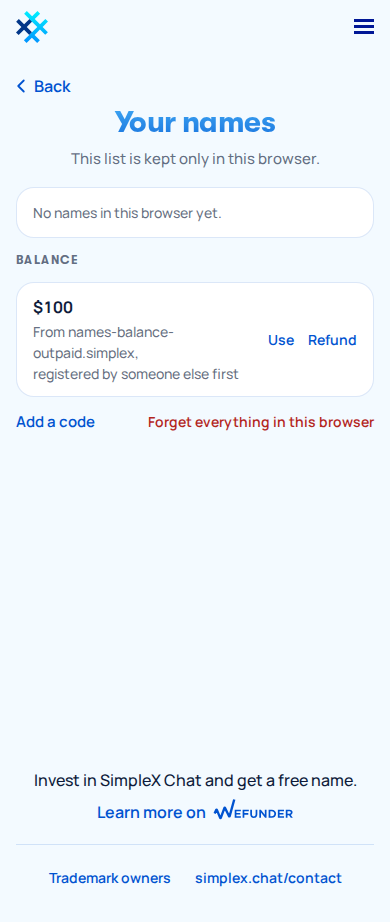 Back
Your names
This list is kept only in this browser.
No names in this browser yet.
BALANCE
$100
From names-balance-
outpaid.simplex,
registered by someone else first
Use Refund
Add a code
Forget everything in this browser
Invest in SimpleX Chat and get a free name.
Learn more on WEFUNDER
Trademark owners
simplex.chat/contact